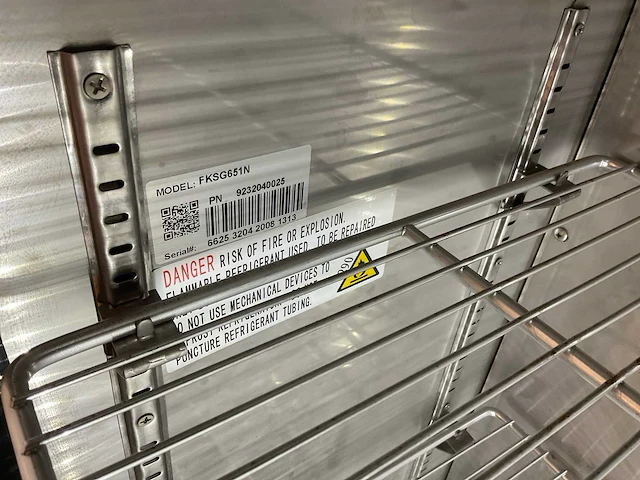 MODEL: FKSG651N
PN 9232040025
Serial#: 6625 3204 2008 1313
DANGER RISK OF FIRE OR EXPLOSION.
FLAMMABLE REFRIGERANT USED. TO BE REPAIRED
DO NOT USE MECHANICAL DEVICES TO
PUNCTURE REFRIGERANT TUBING.